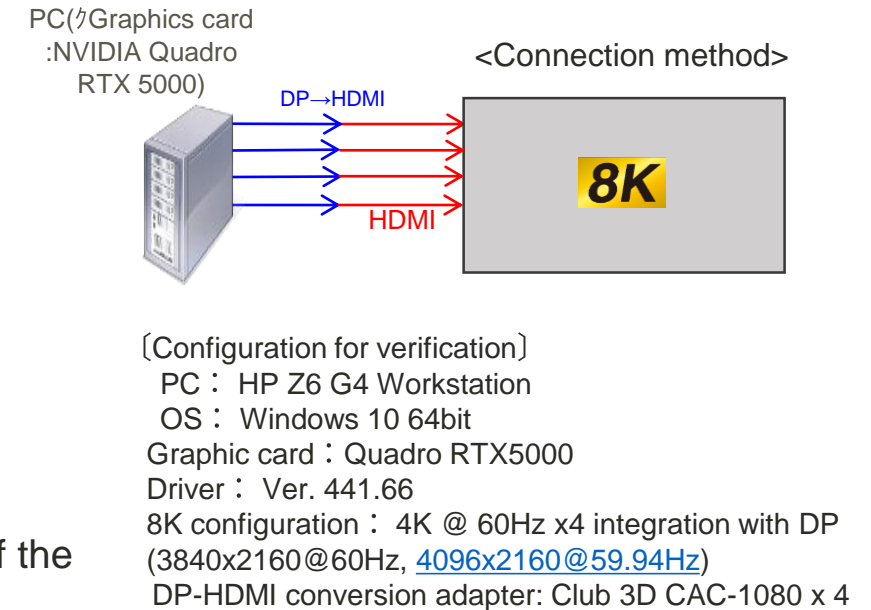 PC(ｸGraphics card
:NVIDIA Quadro
RTX 5000)
<Connection method>
DP→HDMI
8K
HDMI
〔Configuration for verification〕
PC： HP Z6 G4 Workstation
OS： Windows 10 64bit
Graphic card：Quadro RTX5000
Driver： Ver. 441.66
8K configuration： 4K @ 60Hz x4 integration with DP
f the
(3840x2160@60Hz, 4096x2160@59.94Hz)
DP-HDMI conversion adapter: Club 3D CAC-1080 x 4